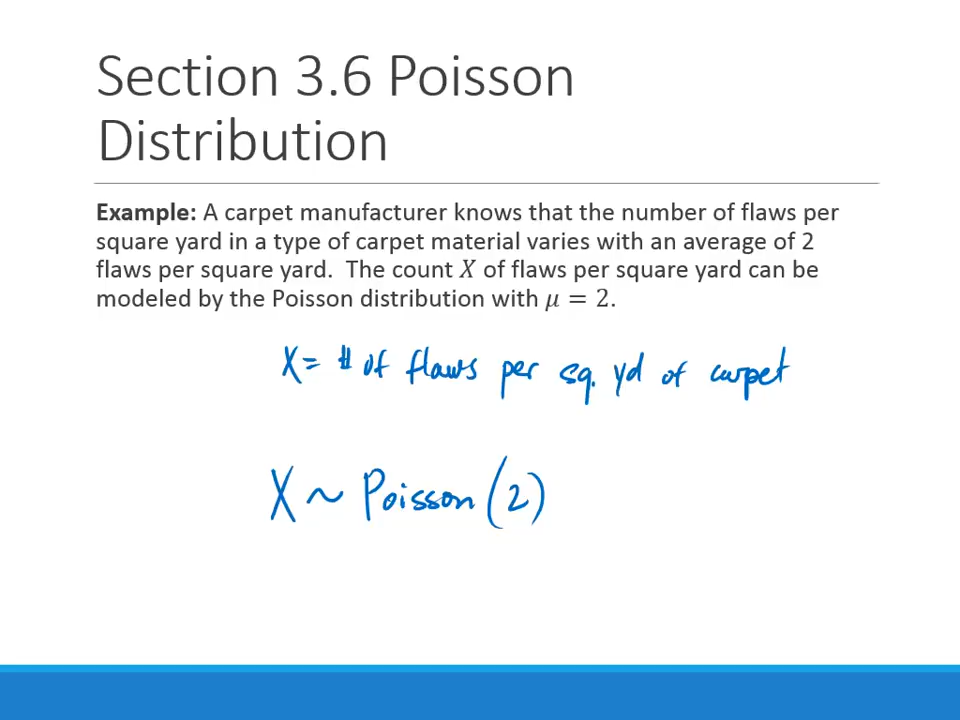 Section 3.6 Poisson
Distribution
Example: A carpet manufacturer knows that the number of flaws per
square yard in a type of carpet material varies with an average of 2
flaws per square yard.  The count 𝑋 of flaws per square yard can be
modeled by the Poisson distribution with 𝜇 = 2.
X = # of flaws per sq. yd of carpet
X ~ Poisson (2)